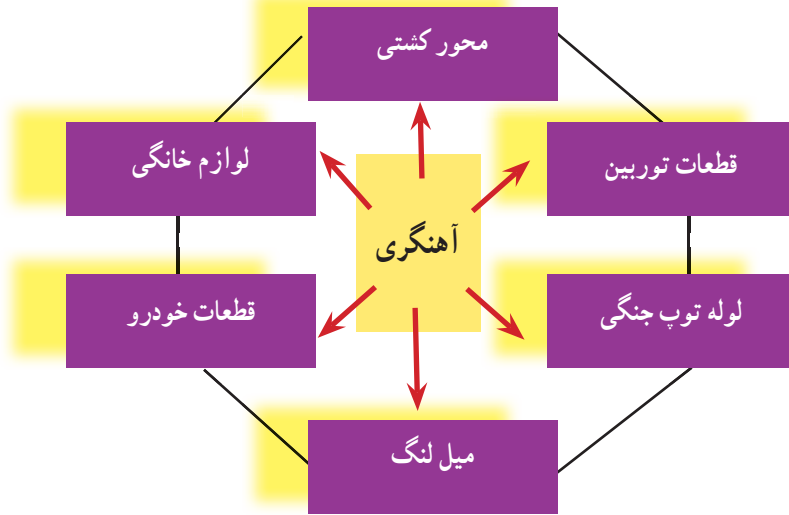 محور کشتی
قطعات توربین
لوازم خانگی
آهنگری
لوله توپ جنگی
قطعات خودرو
میل لنگ